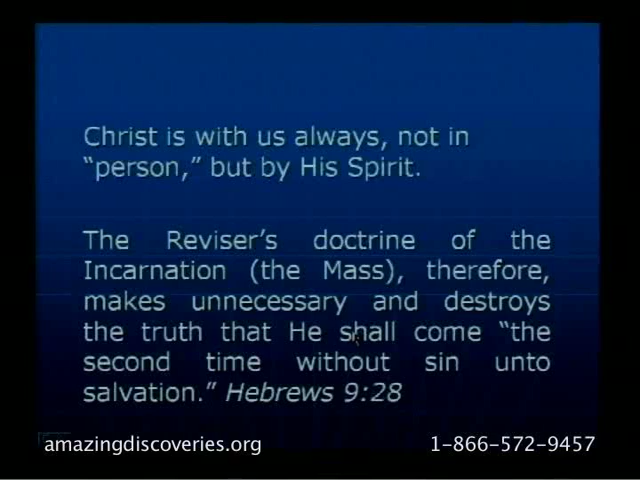 Christ is with us always, not in
“person,” but by His Spirit.
The Reviser’s doctrine of the
Incarnation (the Mass), therefore,
makes unnecessary and destroys
the truth that He shall come “the
second time without sin unto
salvation.” Hebrews 9:28
amazingdiscoveries.org
1-866-572-9457